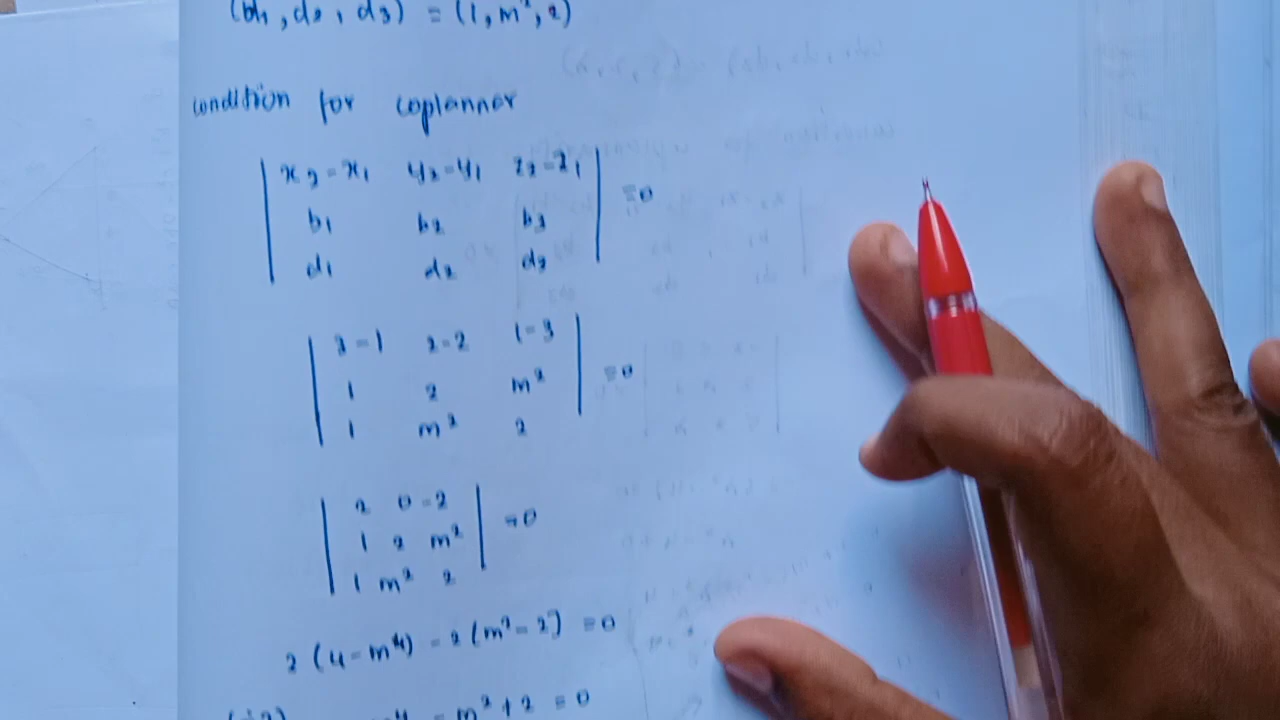 (d1, d2, d3) = (1, m², 2)
condition for coplanner
| x2-x1 y2-y1 z2-z1 |
| b1 b2 b3 | =0
| d1 d2 d3 |
| 3-1 2-2 1-3 |
| 1 2 m² | =0
| 1 m² 2 |
| 2 0 -2 |
| 1 2 m² | =0
| 1 m² 2 |
2 (4-m⁴) - 2 (m²-2) =0
- m² + 2 = 0